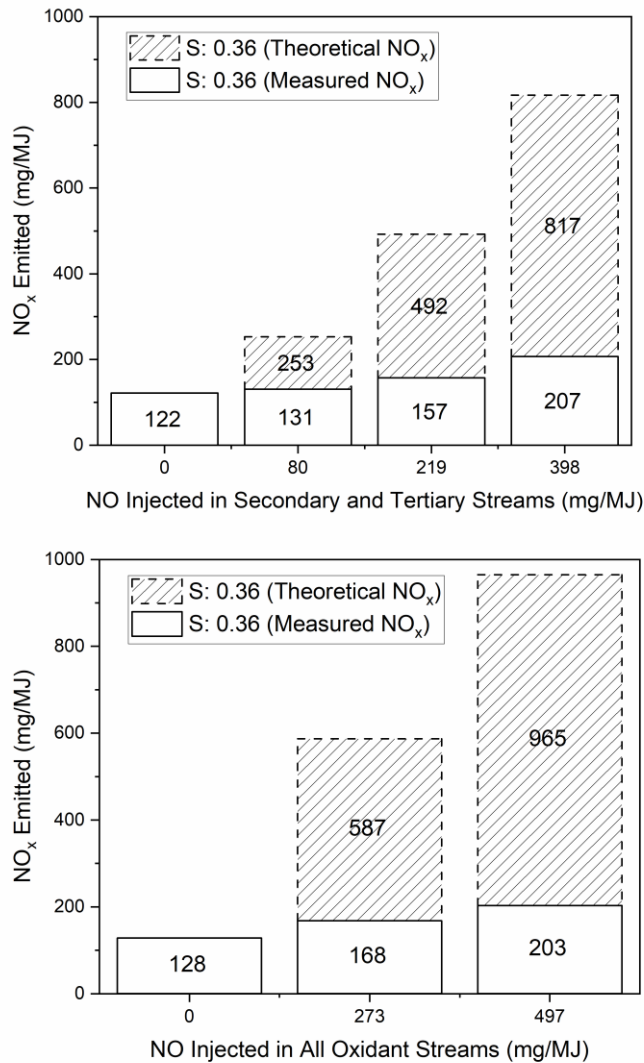 1000
800
600
400
200
0
NOₓ Emitted (mg/MJ)
S: 0.36 (Theoretical NOₓ)
S: 0.36 (Measured NOₓ)
122
253
131
492
157
817
207
0 80 219 398
NO Injected in Secondary and Tertiary Streams (mg/MJ)
1000
800
600
400
200
0
NOₓ Emitted (mg/MJ)
S: 0.36 (Theoretical NOₓ)
S: 0.36 (Measured NOₓ)
128
587
168
965
203
0 273 497
NO Injected in All Oxidant Streams (mg/MJ)